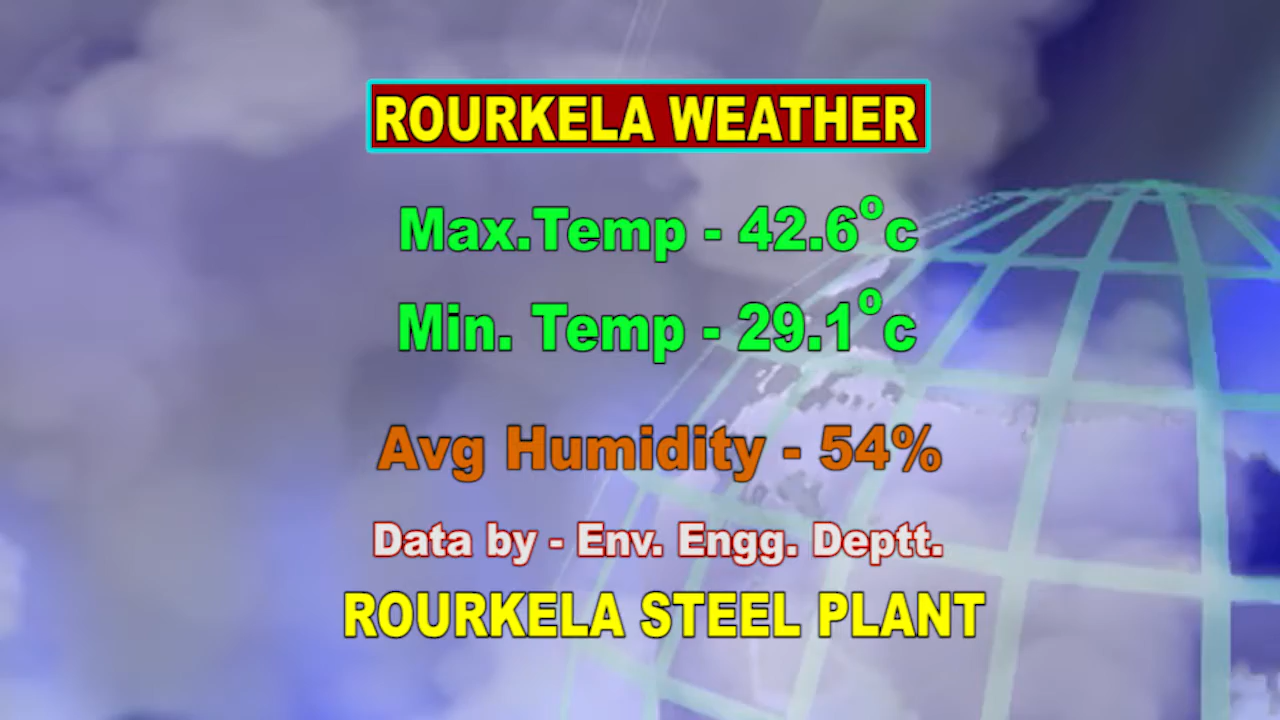 ROURKELA WEATHER
Max.Temp - 42.6°c
Min. Temp - 29.1°c
Avg Humidity - 54%
Data by - Env. Engg. Deptt.
ROURKELA STEEL PLANT